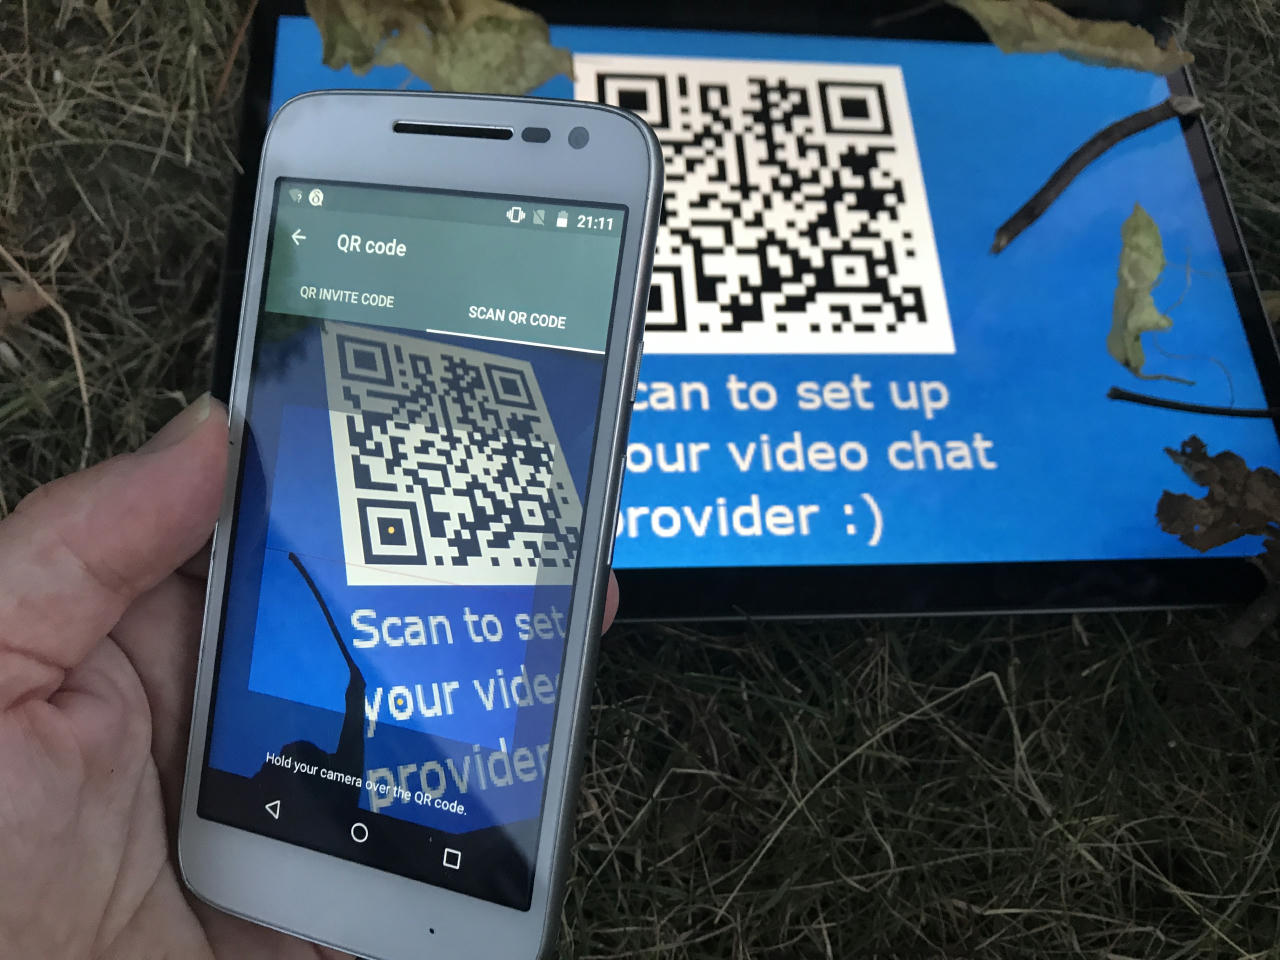 21:11
QR code
QR INVITE CODE
SCAN QR CODE
Scan to set
your vide
provider
Hold your camera over the QR code.
can to set up
our video chat
rovider :)